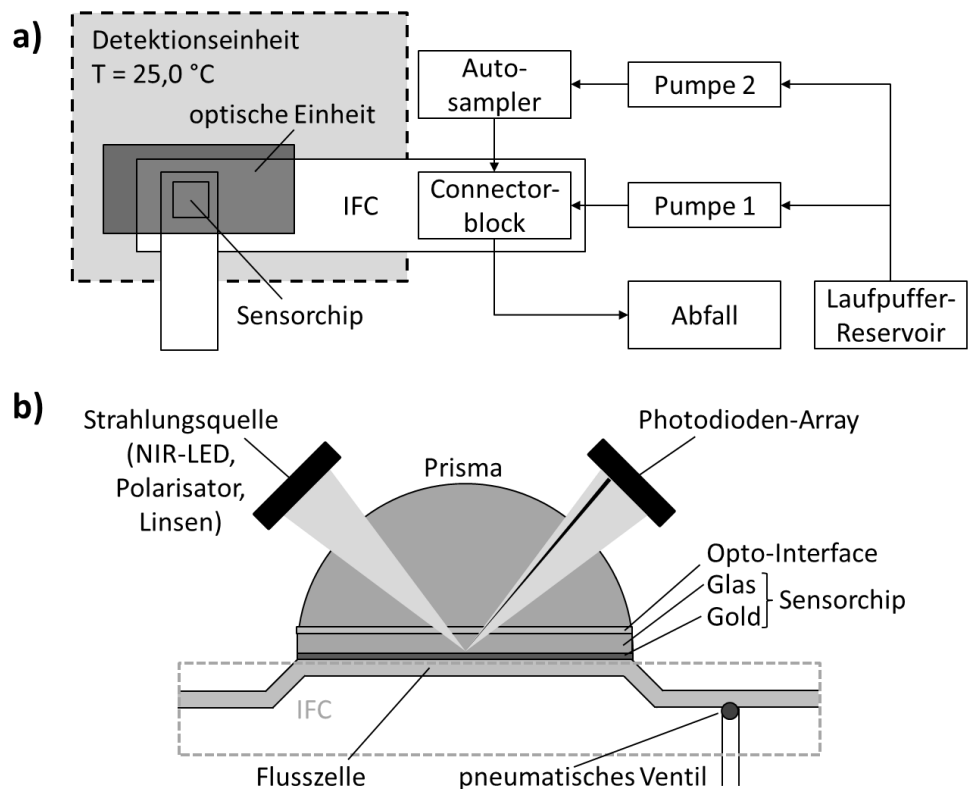 a)
Detektionseinheit
T = 25,0 °C
optische Einheit
Auto-
sampler
Pumpe 2
IFC
Connector-
block
Pumpe 1
Sensorchip
Abfall
Laufpuffer-
Reservoir
b)
Strahlungsquelle
(NIR-LED,
Polarisator,
Linsen)
Prisma
Photodioden-Array
Opto-Interface
Glas
Gold
Sensorchip
IFC
Flusszelle
pneumatisches Ventil